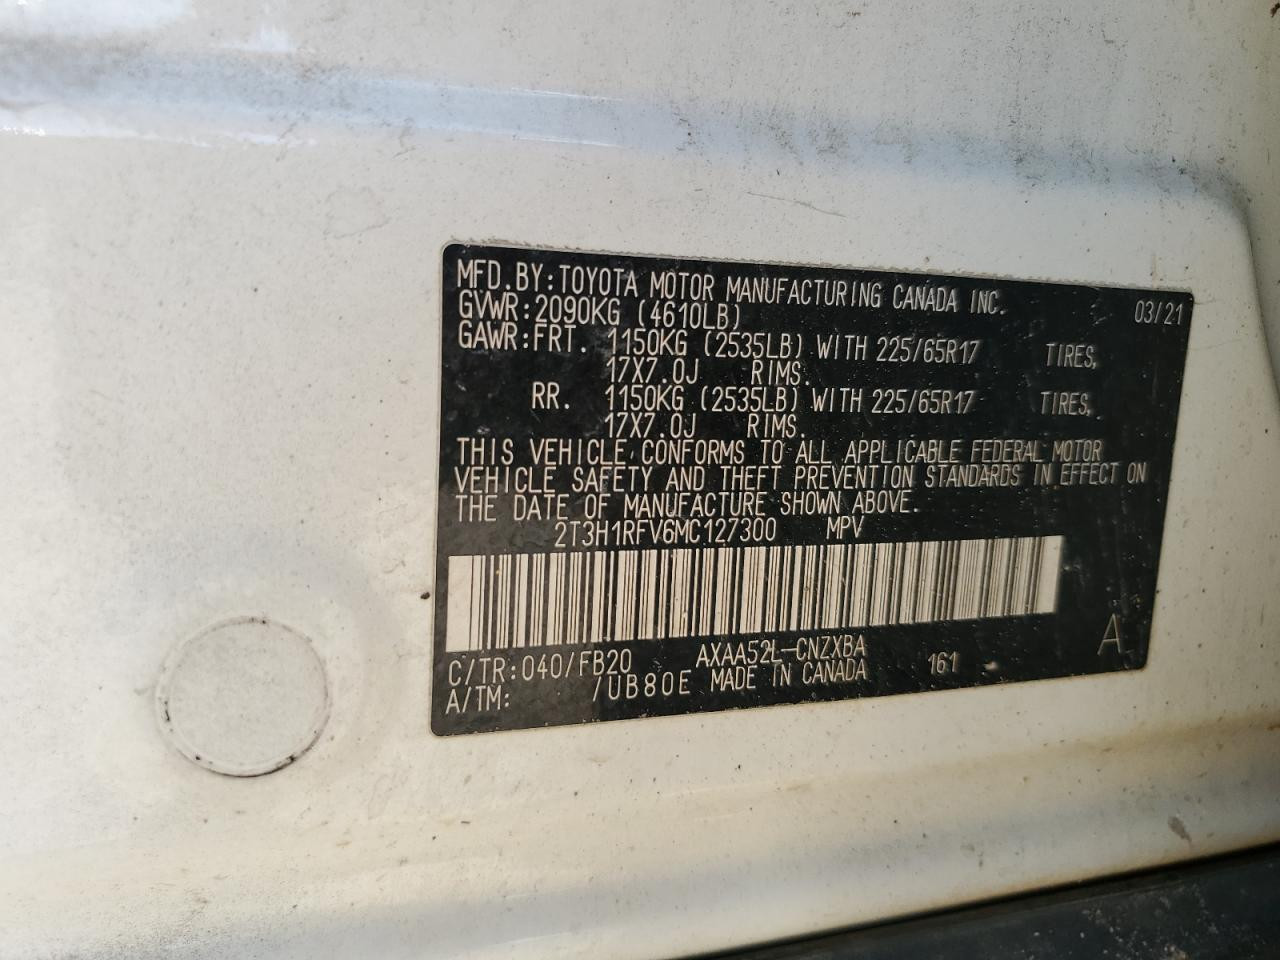 MFD.BY:TOYOTA MOTOR MANUFACTURING CANADA INC. 03/21
GVWR:2090KG (4610LB)
GAWR:FRT. 1150KG (2535LB) WITH 225/65R17 TIRES,
17X7.0J RIMS.
RR. 1150KG (2535LB) WITH 225/65R17 TIRES,
17X7.0J RIMS.
THIS VEHICLE CONFORMS TO ALL APPLICABLE FEDERAL MOTOR
VEHICLE SAFETY AND THEFT PREVENTION STANDARDS IN EFFECT ON
THE DATE OF MANUFACTURE SHOWN ABOVE.
2T3H1RFV6MC127300 MPV
C/TR:040/FB20 AXAA52L-CNZXBA 161 A
A/TM: /UB80E MADE IN CANADA